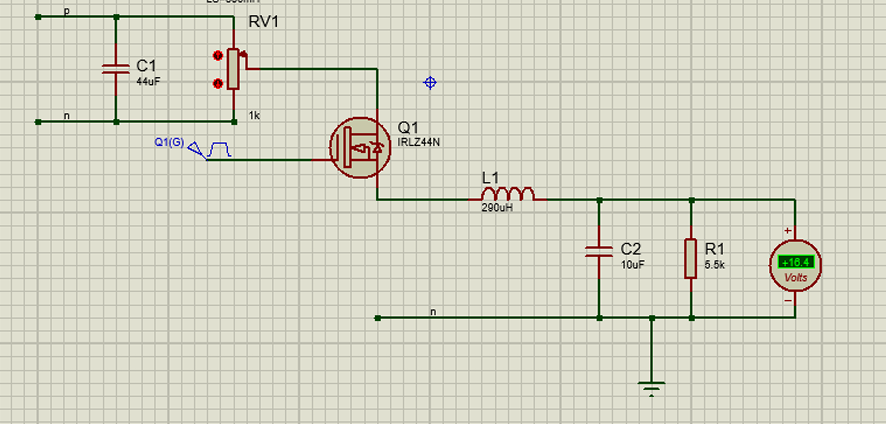 p
RV1
C1
44uF
1k
n
Q1(G)
Q1
IRLZ44N
L1
290uH
C2
10uF
R1
5.5k
+
+16.4
Volts
−
n